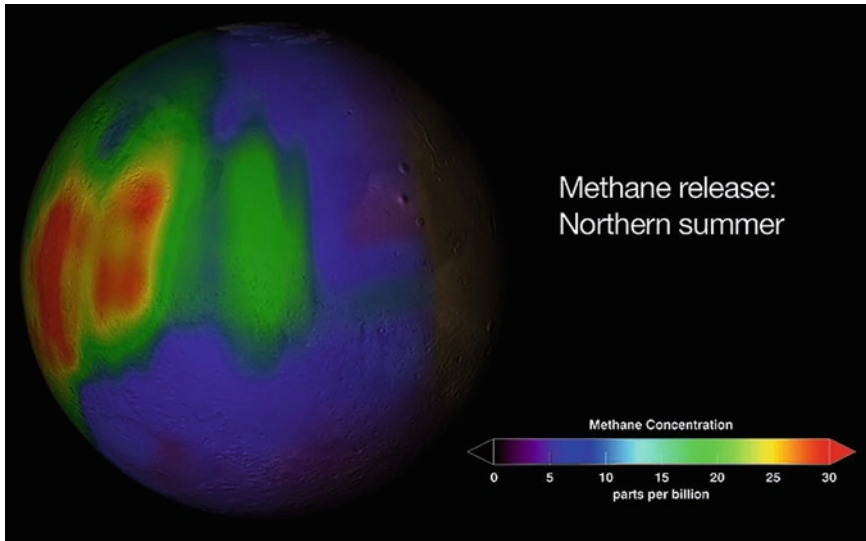 Methane release:
Northern summer
Methane Concentration
0 5 10 15 20 25 30
parts per billion